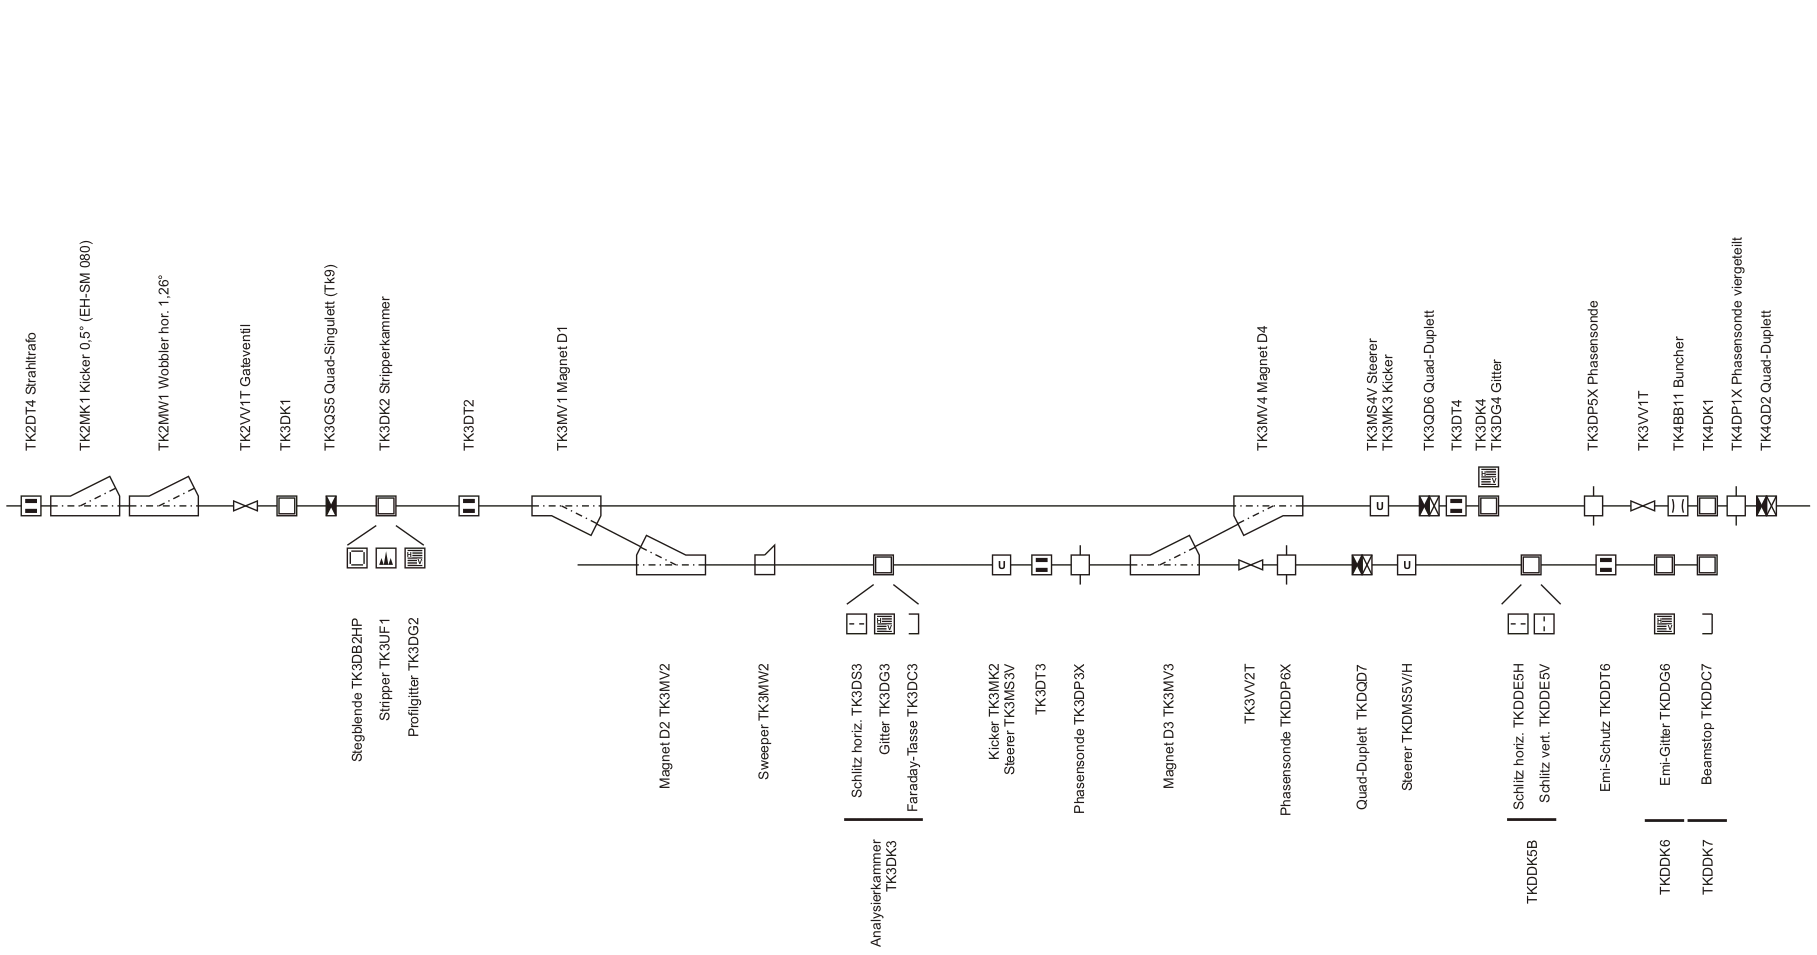 TK2DT4 Strahltrafo
TK2MK1 Kicker 0,5° (EH-SM 080)
TK2MW1 Wobbler hor. 1,26°
TK2VV1T Gateventil
TK3DK1
TK3QS5 Quad-Singulett (Tk9)
TK3DK2 Stripperkammer
TK3DT2
TK3MV1 Magnet D1
TK3MV4 Magnet D4
TK3MS4V Steerer
TK3MK3 Kicker
TK3QD6 Quad-Duplett
TK3DT4
TK3DK4
TK3DG4 Gitter
TK3DP5X Phasensonde
TK3VV1T
TK4BB11 Buncher
TK4DK1
TK4DP1X Phasensonde viergeteilt
TK4QD2 Quad-Duplett
U
U
U
Stegblende TK3DB2HP
Stripper TK3UF1
Profilgitter TK3DG2
Magnet D2 TK3MV2
Sweeper TK3MW2
Schlitz horiz. TK3DS3
Gitter TK3DG3
Faraday-Tasse TK3DC3
Kicker TK3MK2
Steerer TK3MS3V
TK3DT3
Phasensonde TK3DP3X
Magnet D3 TK3MV3
TK3VV2T
Phasensonde TKDDP6X
Quad-Duplett TKDQD7
Steerer TKDMS5V/H
Schlitz horiz. TKDDE5H
Schlitz vert. TKDDE5V
Emi-Schutz TKDDT6
Emi-Gitter TKDDG6
Beamstop TKDDC7
Analysierkammer
TK3DK3
TKDDK5B
TKDDK6
TKDDK7